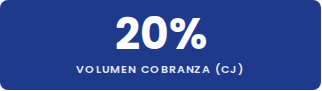 20%
VOLUMEN COBRANZA (CJ)